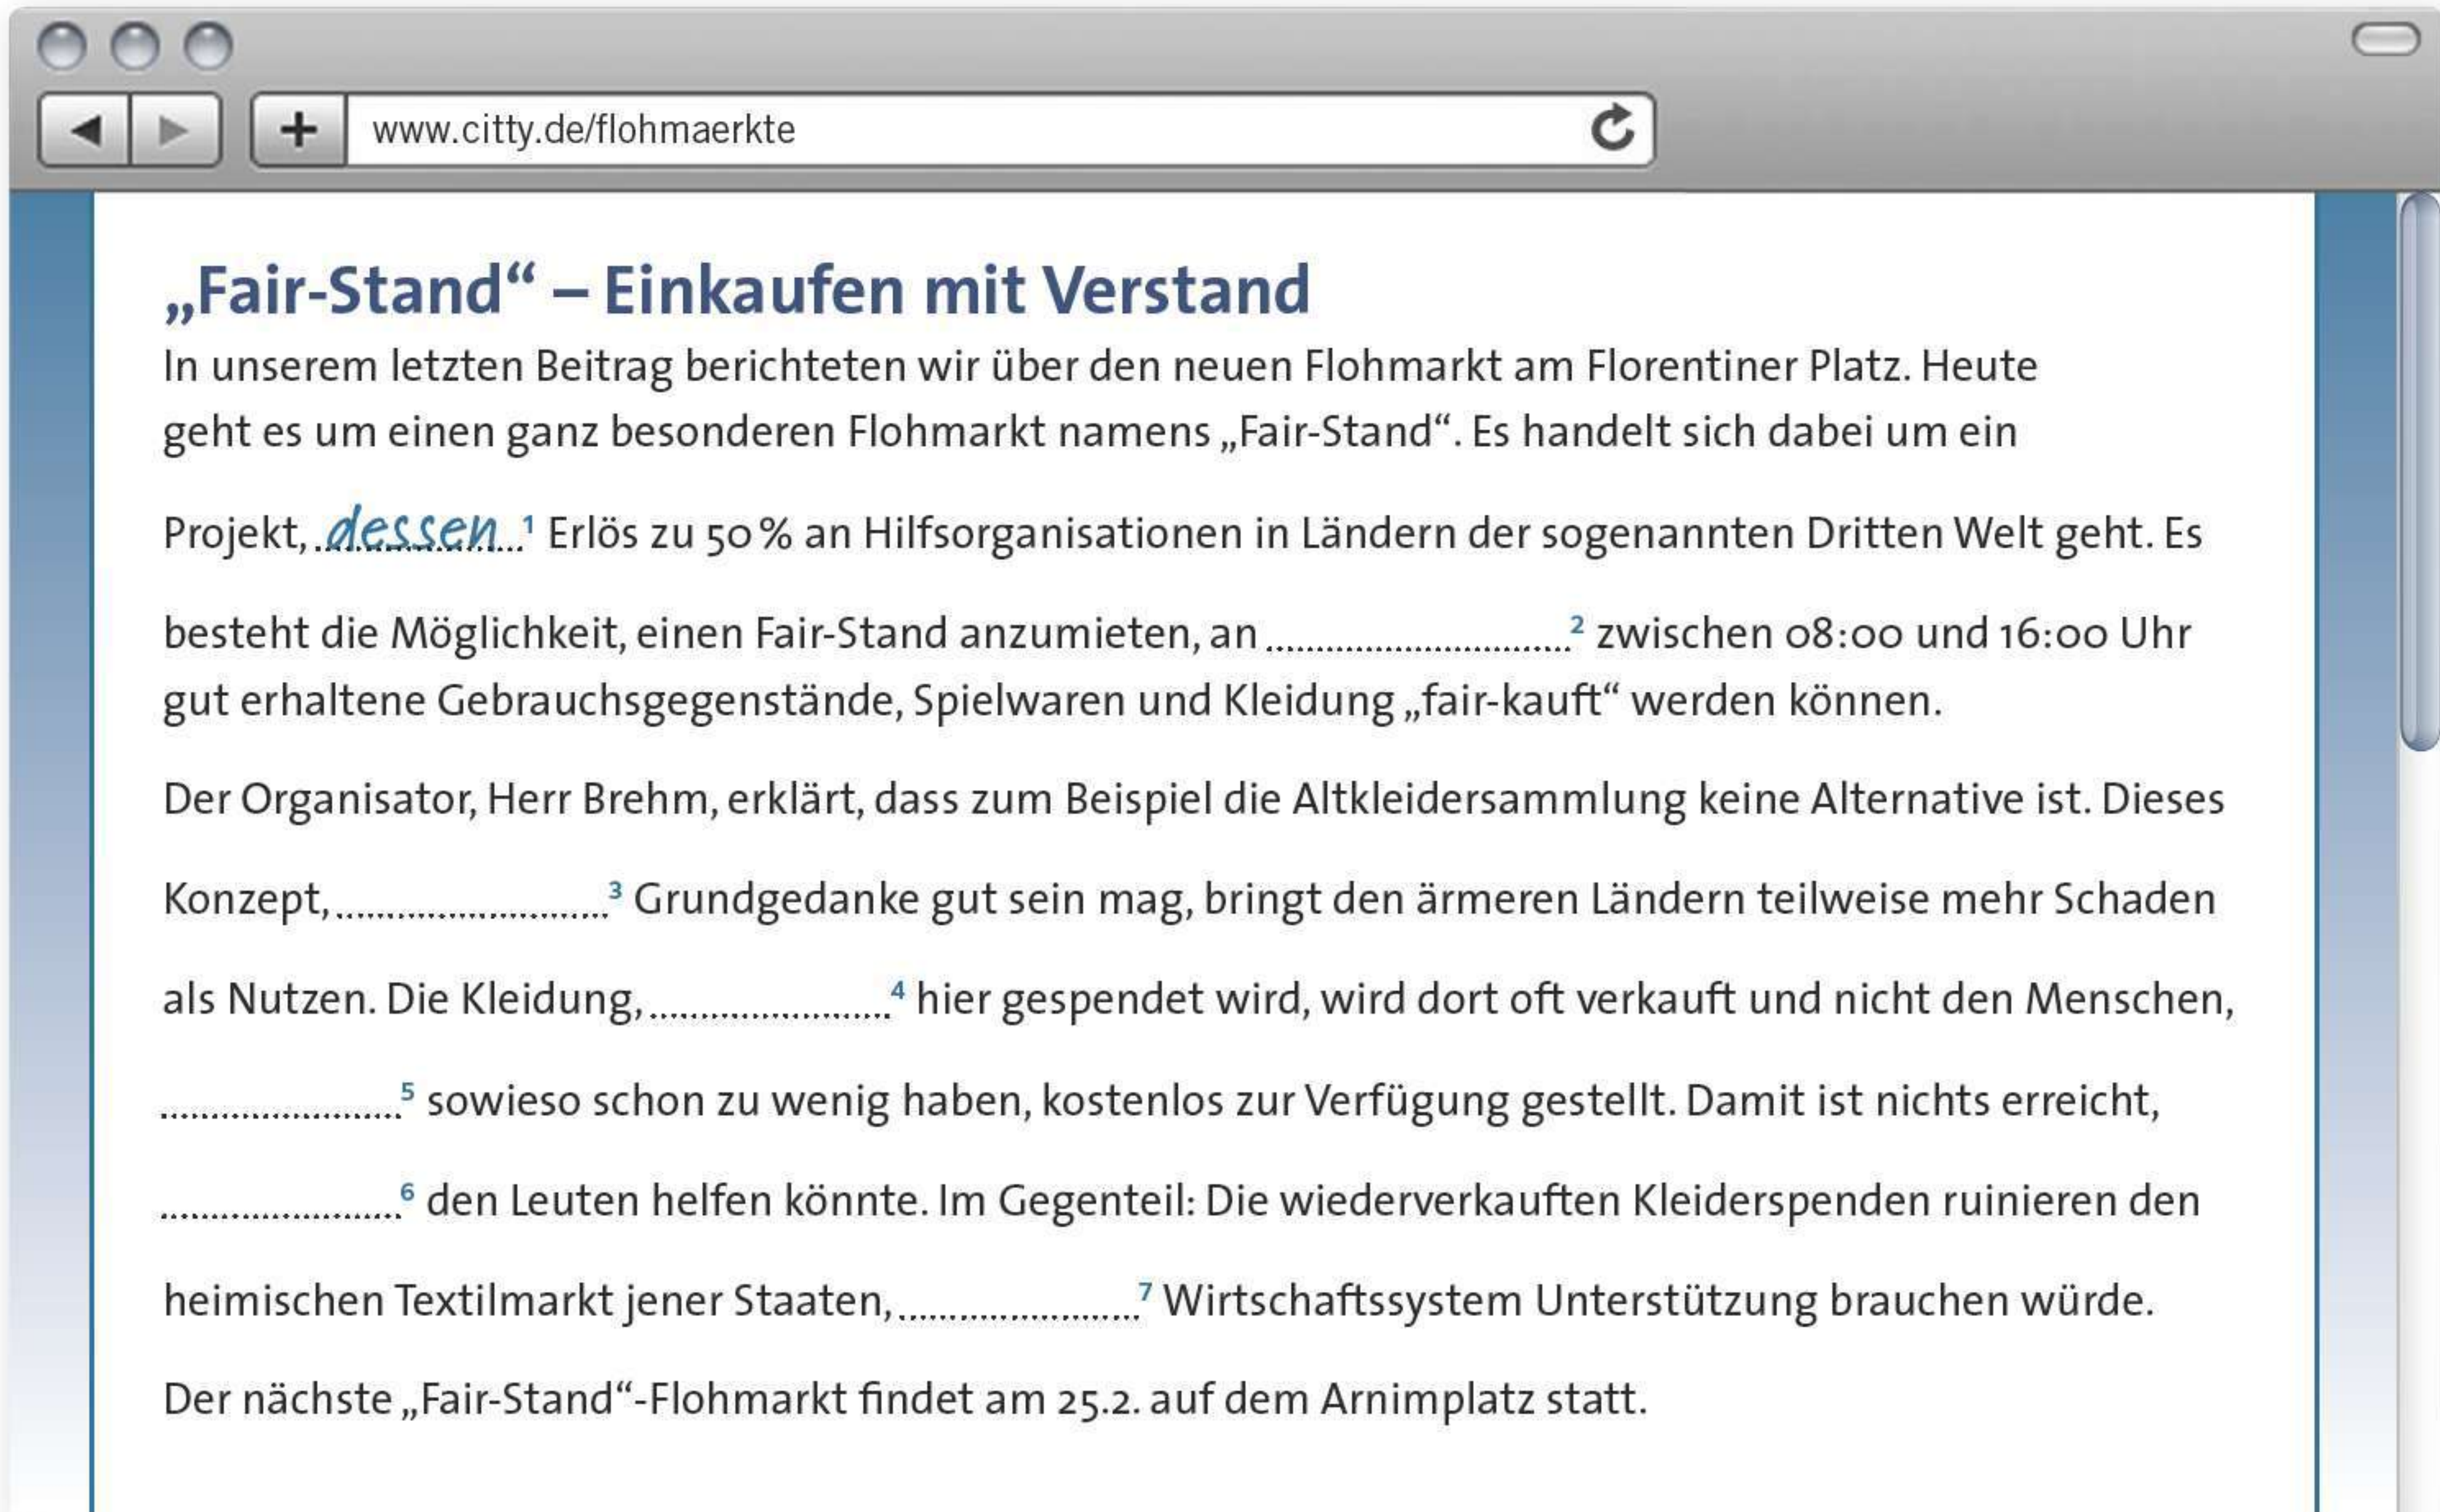 www.citty.de/flohmaerkte
„Fair-Stand“ – Einkaufen mit Verstand
In unserem letzten Beitrag berichteten wir über den neuen Flohmarkt am Florentiner Platz. Heute
geht es um einen ganz besonderen Flohmarkt namens „Fair-Stand“. Es handelt sich dabei um ein
Projekt, dessen 1 Erlös zu 50 % an Hilfsorganisationen in Ländern der sogenannten Dritten Welt geht. Es
besteht die Möglichkeit, einen Fair-Stand anzumieten, an .............................. 2 zwischen 08:00 und 16:00 Uhr
gut erhaltene Gebrauchsgegenstände, Spielwaren und Kleidung „fair-kauft“ werden können.
Der Organisator, Herr Brehm, erklärt, dass zum Beispiel die Altkleidersammlung keine Alternative ist. Dieses
Konzept, .......................... 3 Grundgedanke gut sein mag, bringt den ärmeren Ländern teilweise mehr Schaden
als Nutzen. Die Kleidung, ....................... 4 hier gespendet wird, wird dort oft verkauft und nicht den Menschen,
....................... 5 sowieso schon zu wenig haben, kostenlos zur Verfügung gestellt. Damit ist nichts erreicht,
....................... 6 den Leuten helfen könnte. Im Gegenteil: Die wiederverkauften Kleiderspenden ruinieren den
heimischen Textilmarkt jener Staaten, ....................... 7 Wirtschaftssystem Unterstützung brauchen würde.
Der nächste „Fair-Stand“-Flohmarkt findet am 25.2. auf dem Arnimplatz statt.